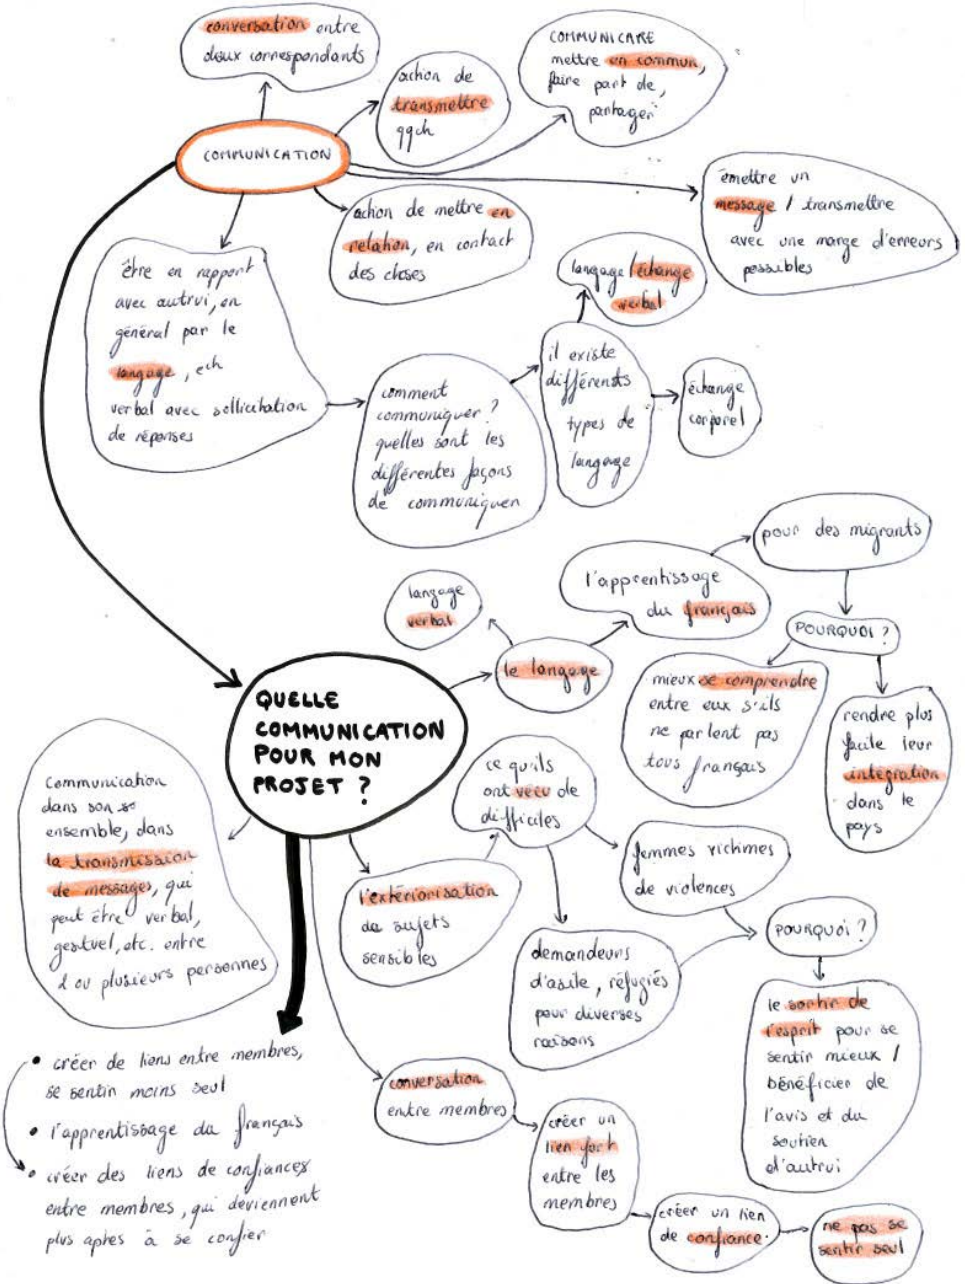 conversation entre
deux correspondants
action de
transmettre
qqch
COMMUNICARE
mettre en commun,
faire part de,
partager
COMMUNICATION
émettre un
message / transmettre
avec une marge d'erreurs
possibles
action de mettre en
relation, en contact
des choses
être en rapport
avec autrui, en
général par le
langage, ech
verbal avec sollicitation
de réponses
langage / échange
verbal
comment
communiquer ?
quelles sont les
différentes façons
de communiquer
il existe
différents
types de
langage
échange
corporel
pour des migrants
l'apprentissage
du français
langage
verbal
le langage
POURQUOI ?
mieux se comprendre
entre eux s'ils
ne parlent pas
tous français
rendre plus
facile leur
intégration
dans le
pays
QUELLE
COMMUNICATION
POUR MON
PROJET ?
Communication
dans son
ensemble, dans
la transmission
de messages, qui
peut être verbal,
gestuel, etc. entre
2 ou plusieurs personnes
ce qu'ils
ont vécu de
difficiles
l'extériorisation
de sujets
sensibles
femmes victimes
de violences
demandeurs
d'asile, réfugiés
pour diverses
raisons
POURQUOI ?
le sortir de
l'esprit pour se
sentir mieux /
bénéficier de
l'avis et du
soutien
d'autrui
• créer de liens entre membres,
se sentir moins seul
• l'apprentissage du français
• créer des liens de confiances
entre membres, qui deviennent
plus aptes à se confier
conversation
entre membres
créer un
lien fort
entre les
membres
créer un lien
de confiance.
ne pas se
sentir seul